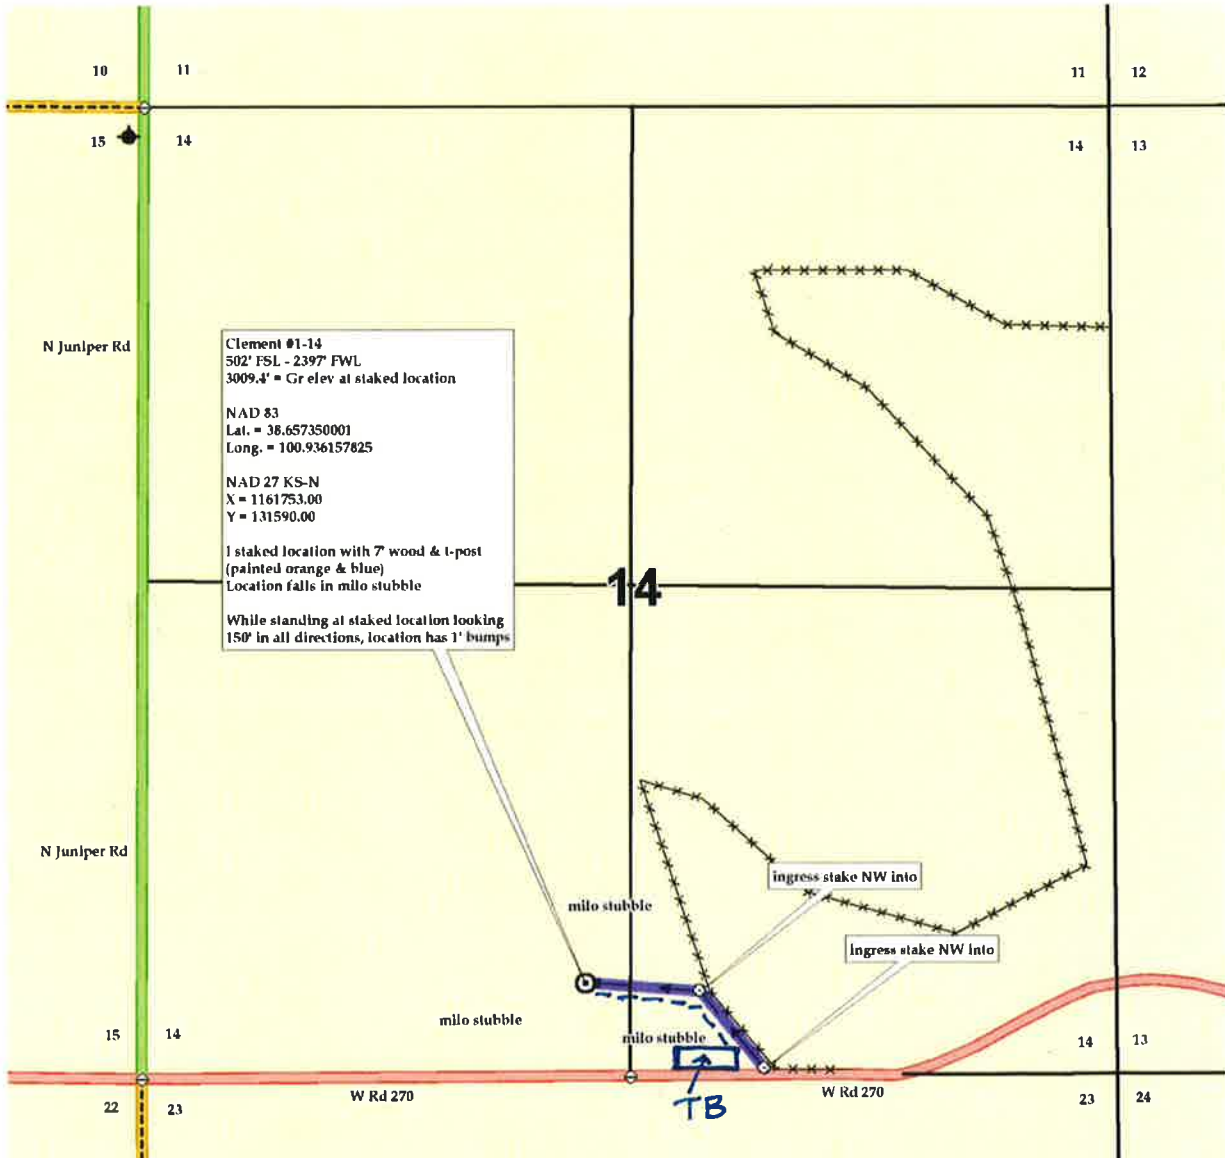 10
11
11
12
15
14
14
13
N Juniper Rd
Clement #1-14
502' FSL - 2397' FWL
3009.4' = Gr elev at staked location
NAD 83
Lat. = 38.657350001
Long. = 100.936157825
NAD 27 KS-N
X = 1161753.00
Y = 131590.00
I staked location with 7' wood & t-post
(painted orange & blue)
Location falls in milo stubble
While standing at staked location looking
150' in all directions, location has 1' bumps
14
N Juniper Rd
ingress stake NW into
milo stubble
ingress stake NW into
milo stubble
milo stubble
15
14
14
13
W Rd 270
W Rd 270
TB
22
23
23
24